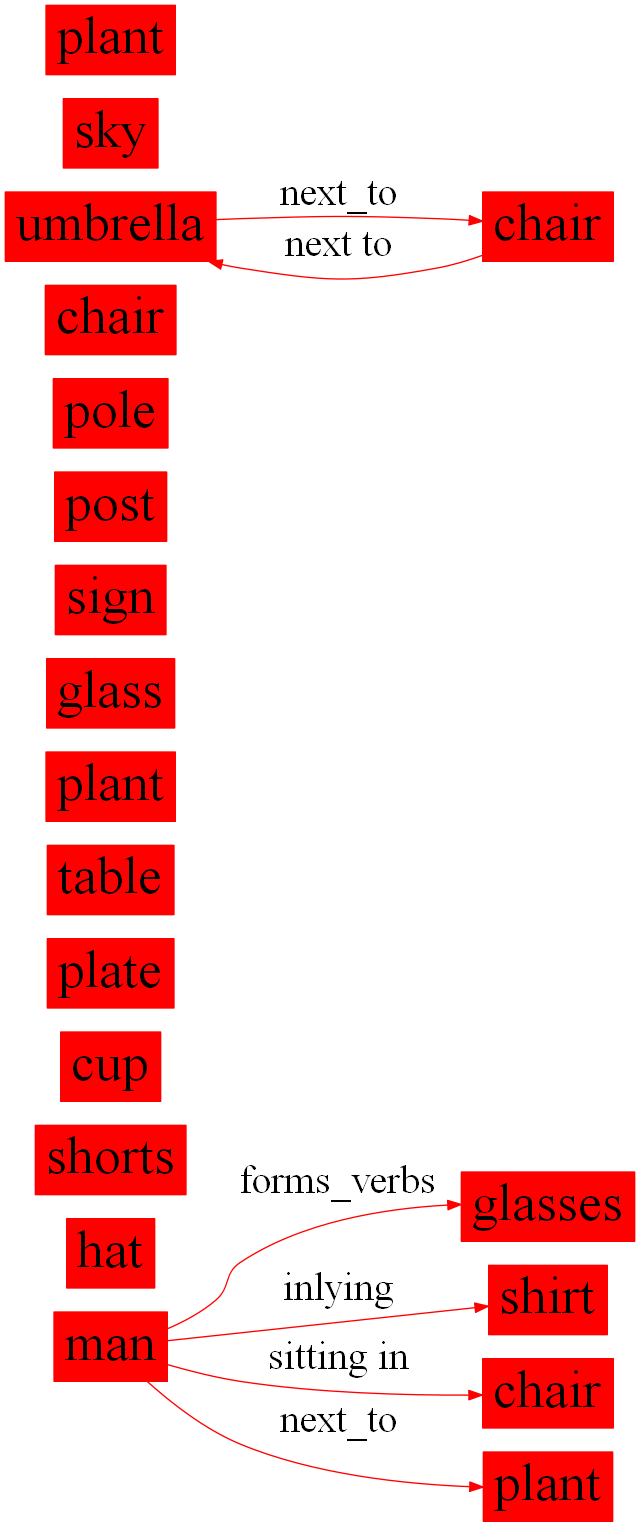 plant
sky
umbrella
next_to
chair
next to
chair
pole
post
sign
glass
plant
table
plate
cup
shorts
hat
man
forms_verbs
glasses
inlying
shirt
sitting in
chair
next_to
plant